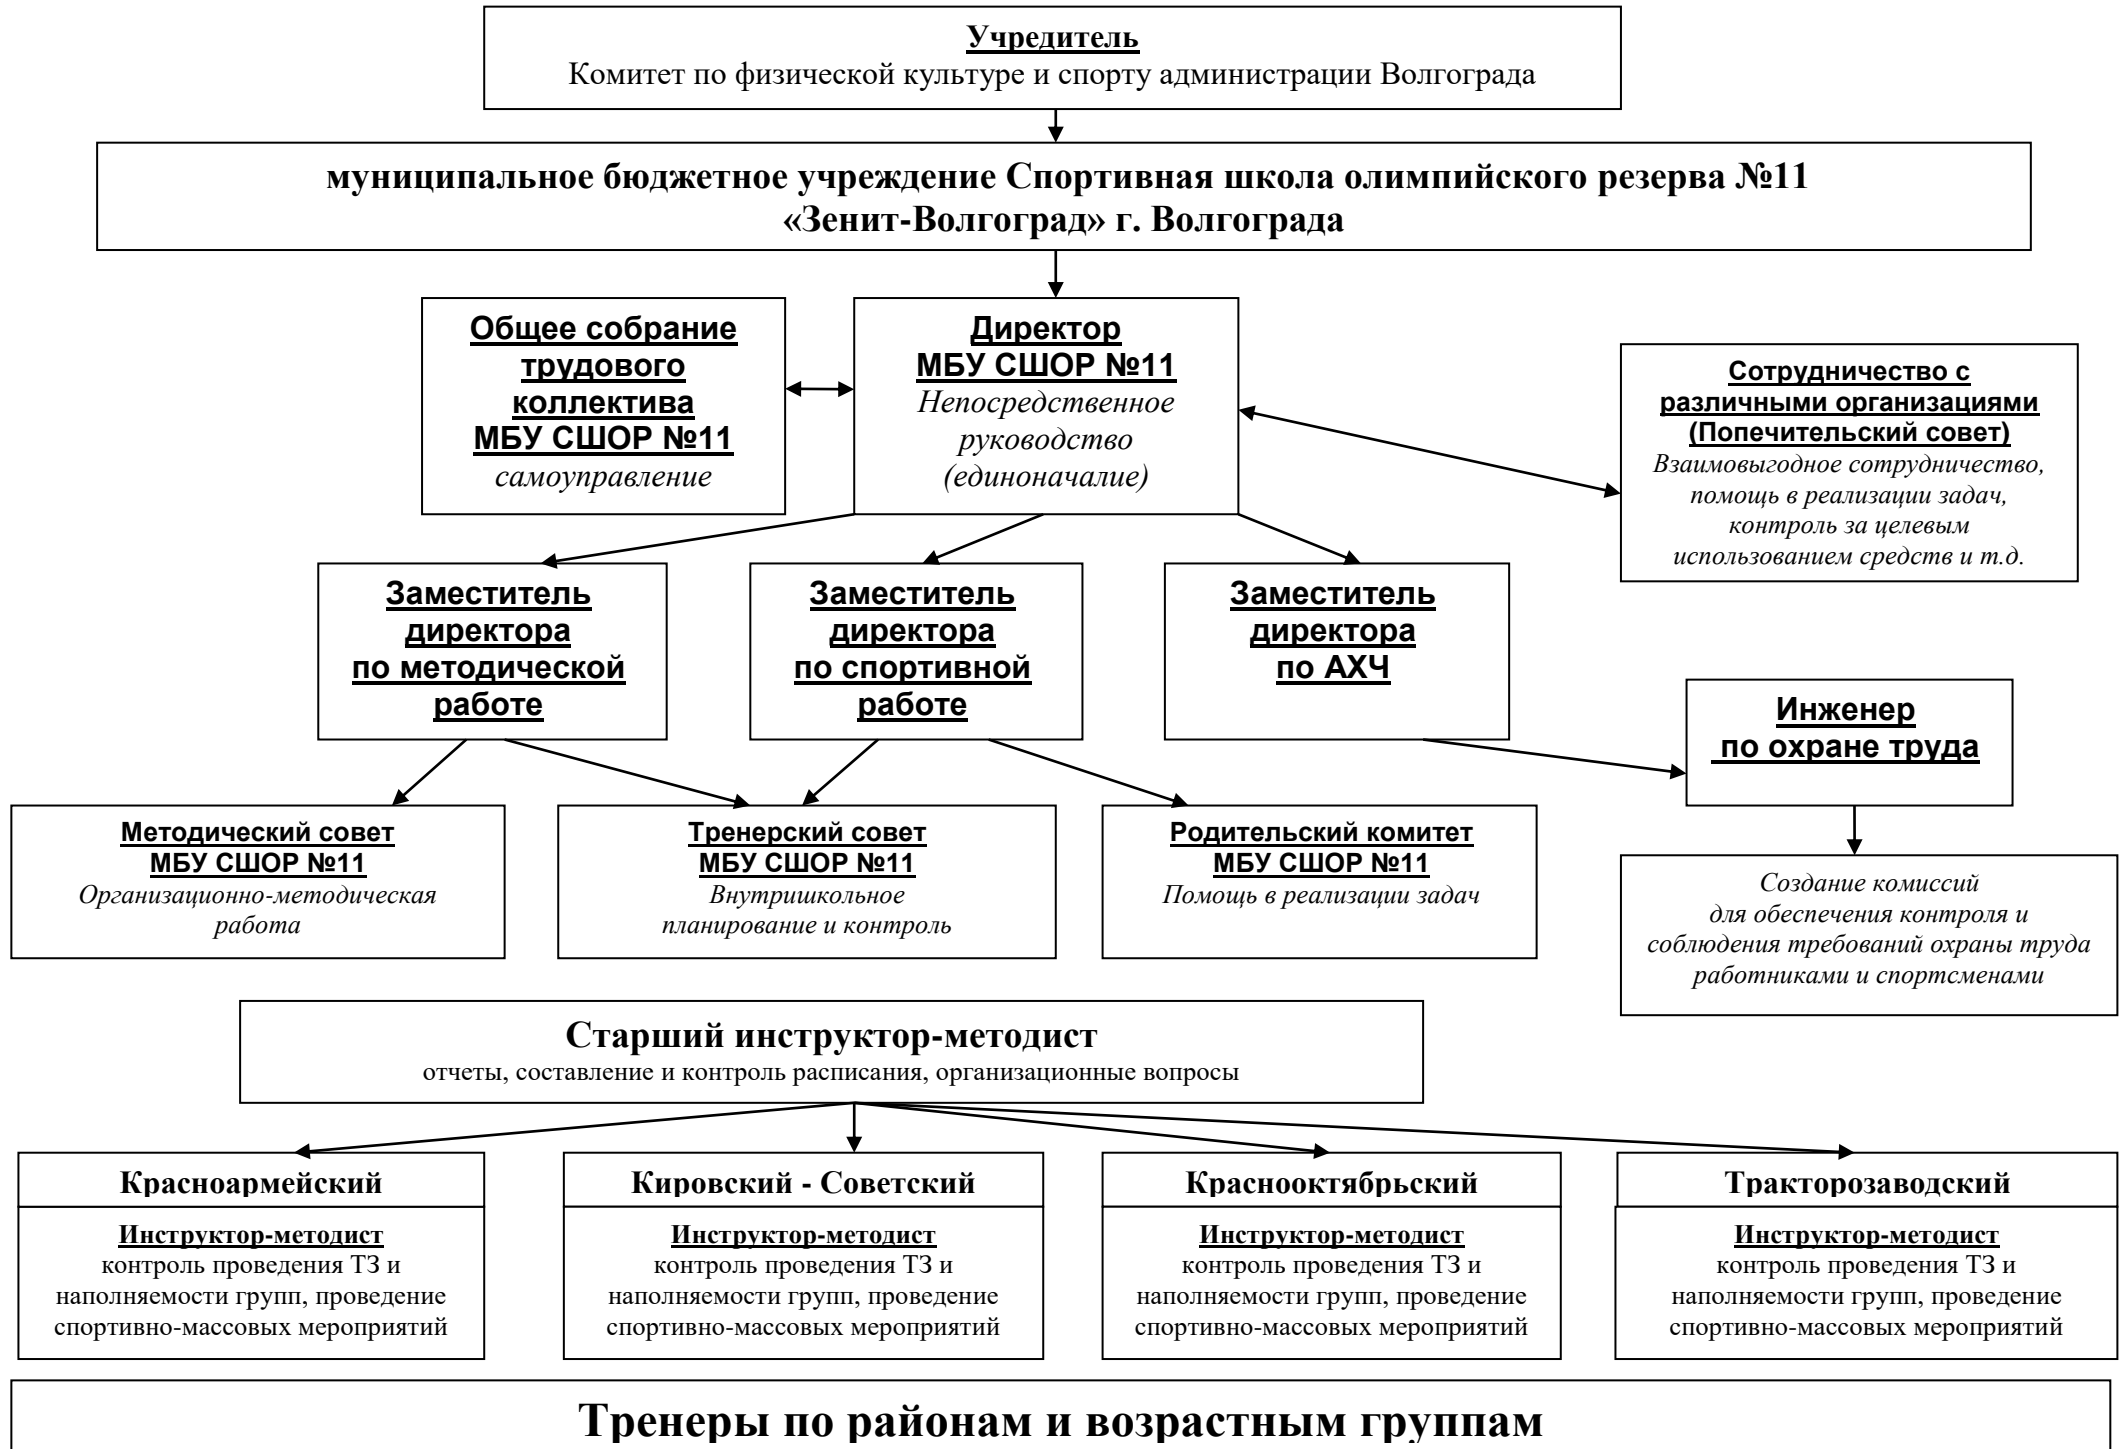 Учредитель
Комитет по физической культуре и спорту администрации Волгограда
муниципальное бюджетное учреждение Спортивная школа олимпийского резерва №11
«Зенит-Волгоград» г. Волгограда
Общее собрание
трудового
коллектива
МБУ СШОР №11
самоуправление
Директор
МБУ СШОР №11
Непосредственное
руководство
(единоначалие)
Сотрудничество с
различными организациями
(Попечительский совет)
Взаимовыгодное сотрудничество,
помощь в реализации задач,
контроль за целевым
использованием средств и т.д.
Заместитель
директора
по методической
работе
Заместитель
директора
по спортивной
работе
Заместитель
директора
по АХЧ
Инженер
по охране труда
Методический совет
МБУ СШОР №11
Организационно-методическая
работа
Тренерский совет
МБУ СШОР №11
Внутришкольное
планирование и контроль
Родительский комитет
МБУ СШОР №11
Помощь в реализации задач
Создание комиссий
для обеспечения контроля и
соблюдения требований охраны труда
работниками и спортсменами
Старший инструктор-методист
отчеты, составление и контроль расписания, организационные вопросы
Красноармейский
Инструктор-методист
контроль проведения ТЗ и
наполняемости групп, проведение
спортивно-массовых мероприятий
Кировский - Советский
Инструктор-методист
контроль проведения ТЗ и
наполняемости групп, проведение
спортивно-массовых мероприятий
Краснооктябрьский
Инструктор-методист
контроль проведения ТЗ и
наполняемости групп, проведение
спортивно-массовых мероприятий
Тракторозаводский
Инструктор-методист
контроль проведения ТЗ и
наполняемости групп, проведение
спортивно-массовых мероприятий
Тренеры по районам и возрастным группам